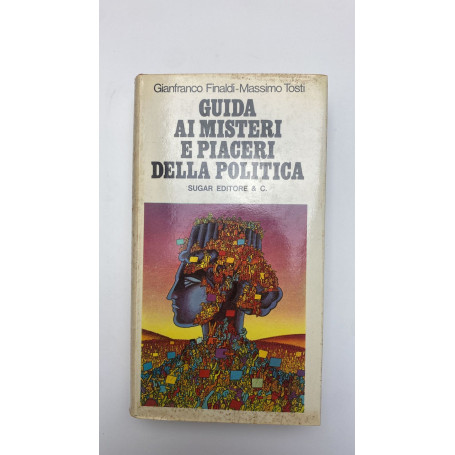 Gianfranco Finaldi-Massimo Tosti
GUIDA
AI MISTERI
E PIACERI
DELLA POLITICA
SUGAR EDITORE & C.